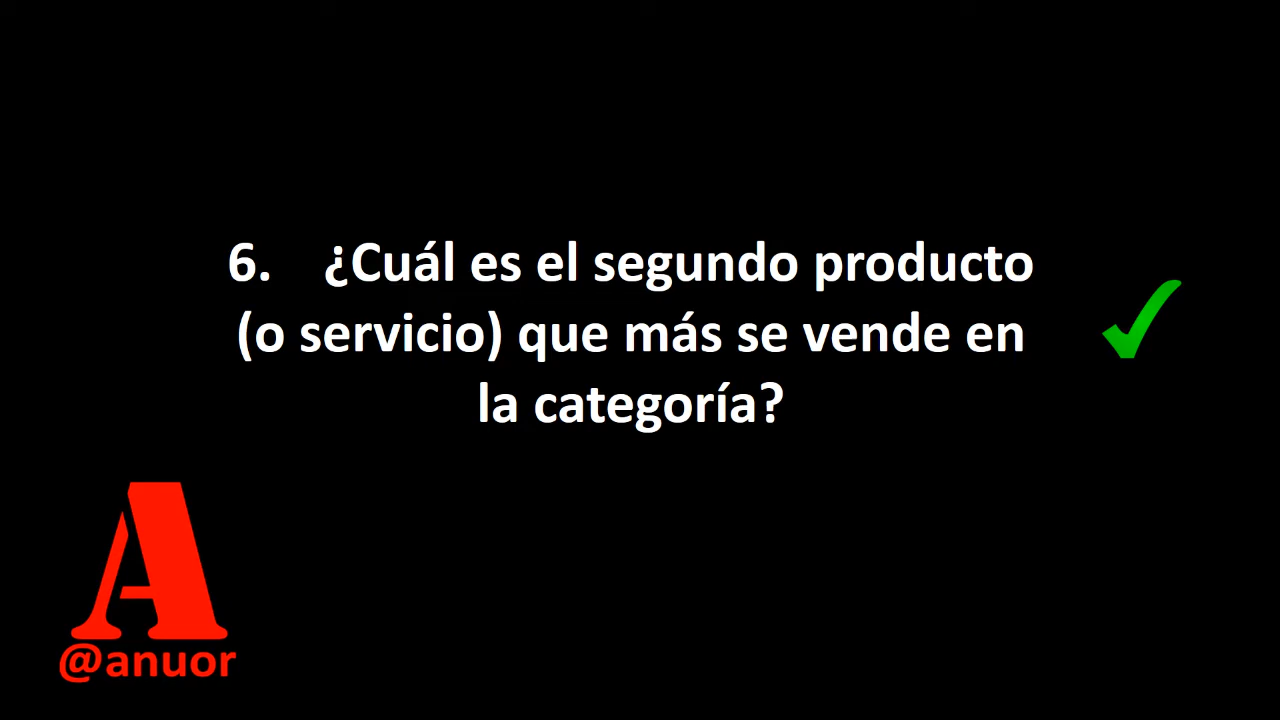 6. ¿Cuál es el segundo producto
(o servicio) que más se vende en
la categoría?
A
@anuor